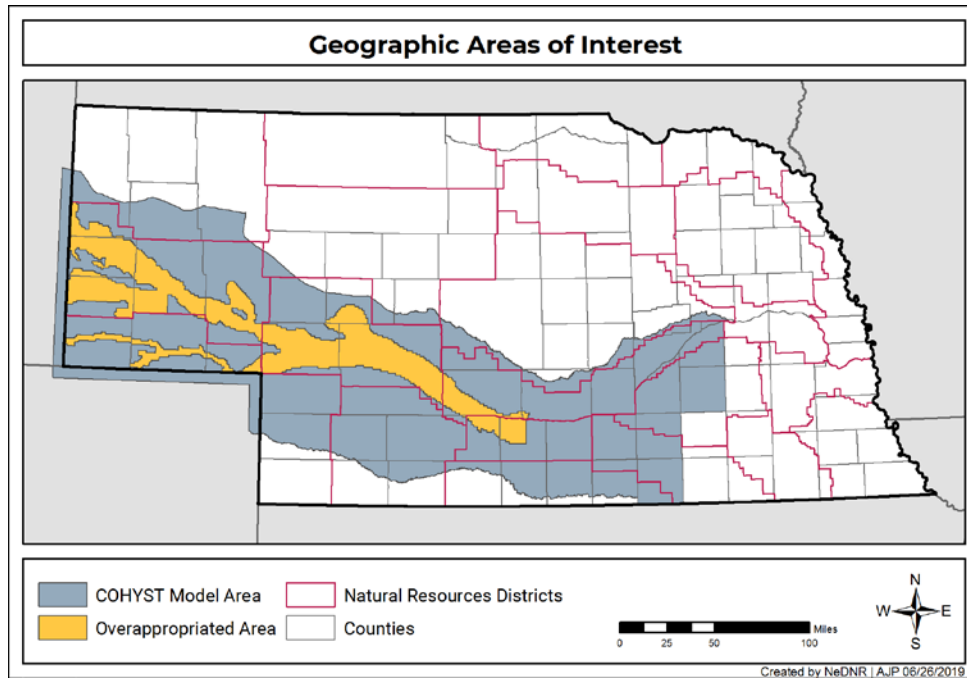 Geographic Areas of Interest
COHYST Model Area
Natural Resources Districts
Overappropriated Area
Counties
0 25 50 100
Miles
N
W E
S
Created by NeDNR | AJP 06/26/2019